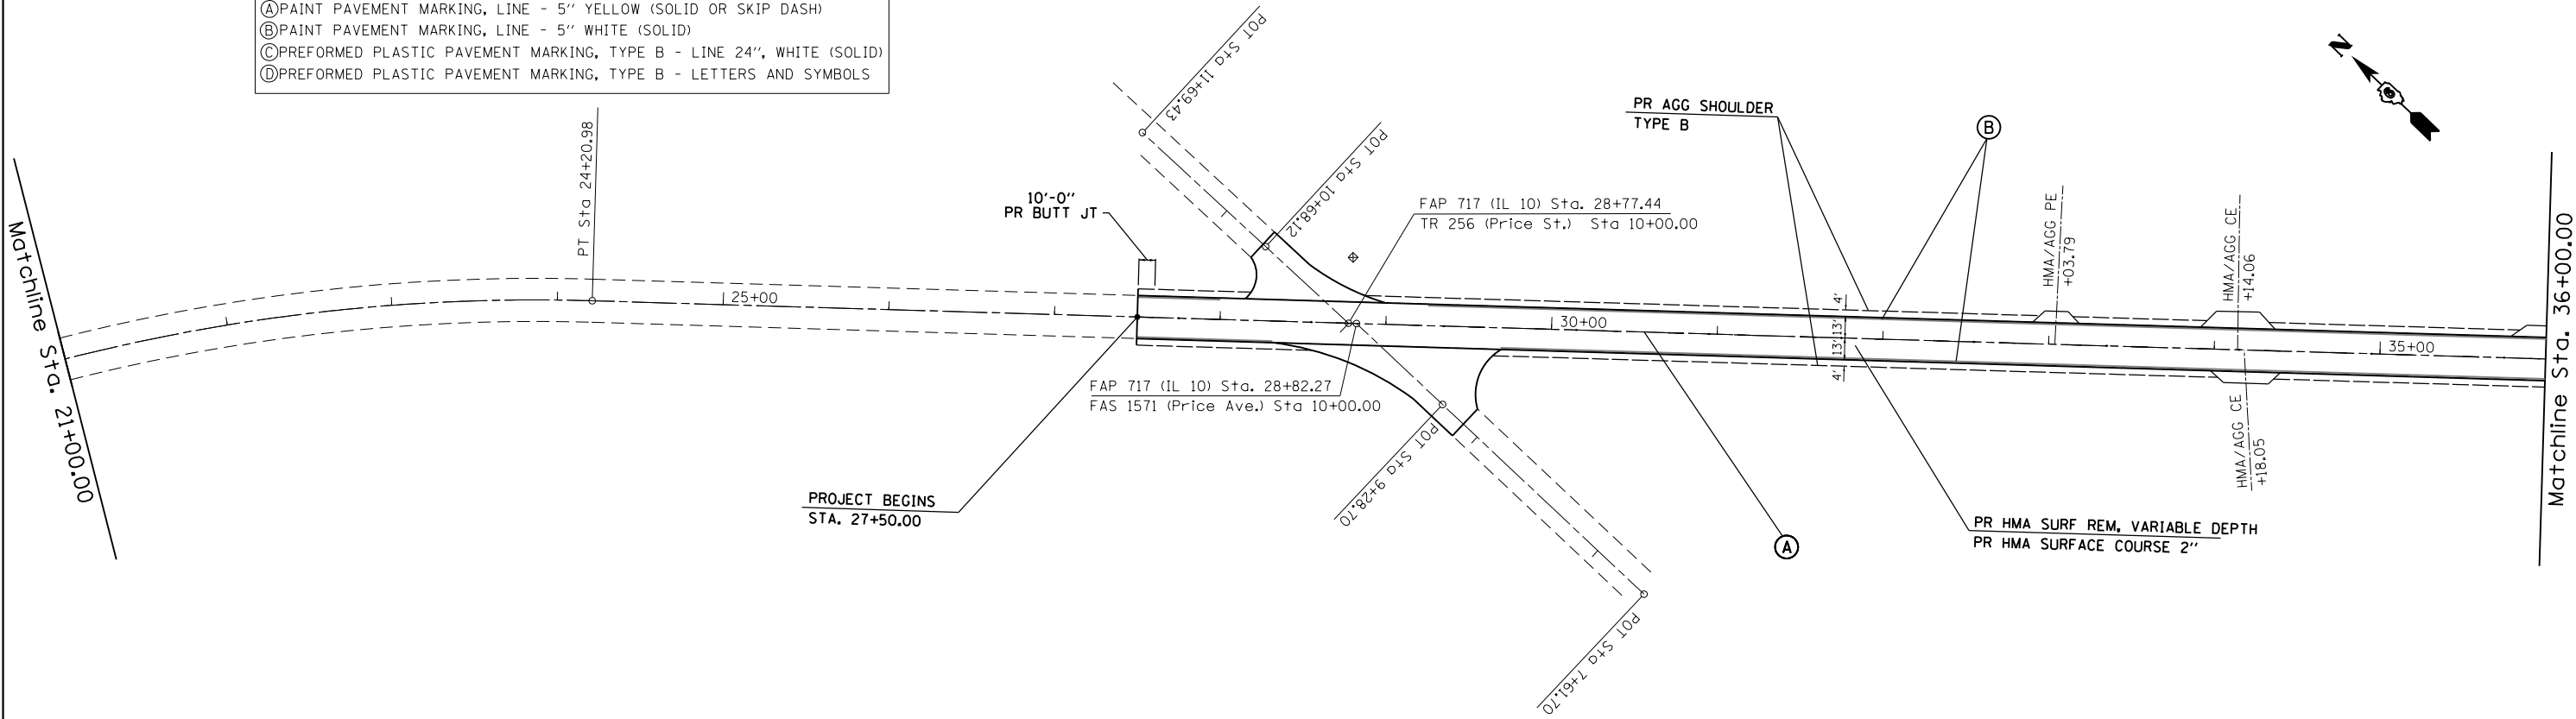 ⒶPAINT PAVEMENT MARKING, LINE - 5'' YELLOW (SOLID OR SKIP DASH)
ⒷPAINT PAVEMENT MARKING, LINE - 5'' WHITE (SOLID)
ⒸPREFORMED PLASTIC PAVEMENT MARKING, TYPE B - LINE 24'', WHITE (SOLID)
ⒹPREFORMED PLASTIC PAVEMENT MARKING, TYPE B - LETTERS AND SYMBOLS
Matchline Sta. 21+00.00
PT Sta 24+20.98
25+00
10'-0''
PR BUTT JT
POT Sta 11+69.43
POT Sta 10+68.12
FAP 717 (IL 10) Sta. 28+77.44
TR 256 (Price St.) Sta 10+00.00
PR AGG SHOULDER
TYPE B
B
N
30+00
4'
13'
13'
4'
HMA/AGG PE
+03.79
HMA/AGG CE
+14.06
35+00
Matchline Sta. 36+00.00
FAP 717 (IL 10) Sta. 28+82.27
FAS 1571 (Price Ave.) Sta 10+00.00
HMA/AGG CE
+18.05
POT Sta 9+28.70
PROJECT BEGINS
STA. 27+50.00
A
PR HMA SURF REM, VARIABLE DEPTH
PR HMA SURFACE COURSE 2''
POT Sta 7+61.70